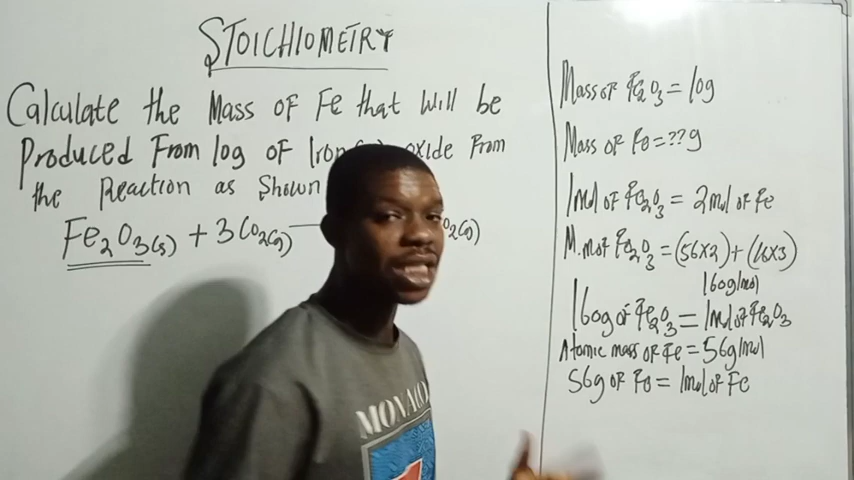 STOICHIOMETRY
Calculate the Mass OF Fe that Will be
Produced From 10g OF Iron oxide From
the Reaction as Shown
Fe₂O₃(s) + 3CO₂(g) O₂(g)
Mass OF Fe₂O₃ = 10g
Mass OF Fe = ??g
1mol OF Fe₂O₃ = 2mol OF Fe
M.m OF Fe₂O₃ = (56X2) + (16X3)
160g/mol
160g OF Fe₂O₃ = 1mol OF Fe₂O₃
Atomic mass OF Fe = 56g/mol
56g OF Fe = 1mol OF Fe
MONACO